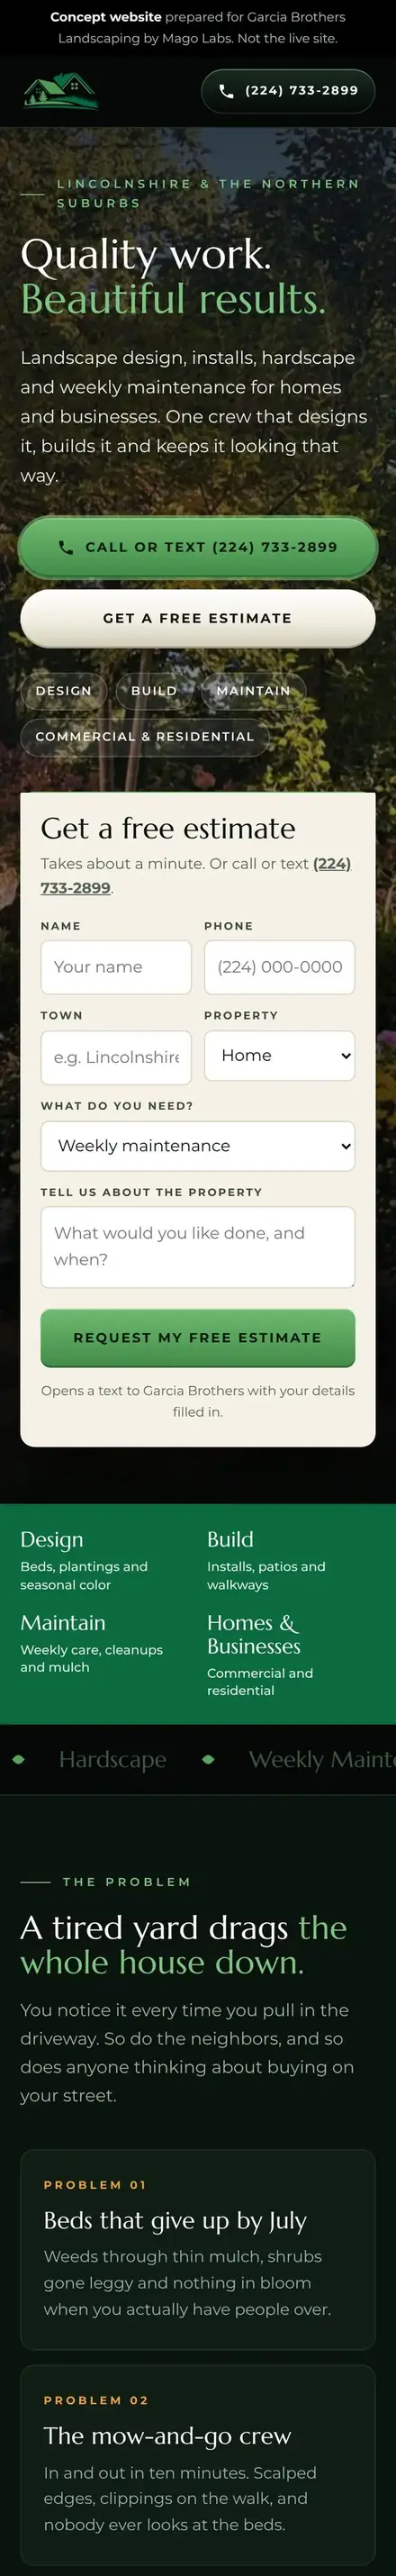 Concept website prepared for Garcia Brothers
Landscaping by Mago Labs. Not the live site.
(224) 733-2899
LINCOLNSHIRE & THE NORTHERN
SUBURBS
Quality work.
Beautiful results.
Landscape design, installs, hardscape
and weekly maintenance for homes
and businesses. One crew that designs
it, builds it and keeps it looking that
way.
CALL OR TEXT (224) 733-2899
GET A FREE ESTIMATE
DESIGN BUILD MAINTAIN
COMMERCIAL & RESIDENTIAL
Get a free estimate
Takes about a minute. Or call or text (224)
733-2899.
NAME PHONE
Your name (224) 000-0000
TOWN PROPERTY
e.g. Lincolnshire Home
WHAT DO YOU NEED?
Weekly maintenance
TELL US ABOUT THE PROPERTY
What would you like done, and
when?
REQUEST MY FREE ESTIMATE
Opens a text to Garcia Brothers with your details
filled in.
Design Build
Beds, plantings and Installs, patios and
seasonal color walkways
Maintain Homes &
Businesses
Weekly care, cleanups Commercial and
and mulch residential
Hardscape Weekly Mainte
THE PROBLEM
A tired yard drags the
whole house down.
You notice it every time you pull in the
driveway. So do the neighbors, and so
does anyone thinking about buying on
your street.
PROBLEM 01
Beds that give up by July
Weeds through thin mulch, shrubs
gone leggy and nothing in bloom
when you actually have people over.
PROBLEM 02
The mow-and-go crew
In and out in ten minutes. Scalped
edges, clippings on the walk, and
nobody ever looks at the beds.